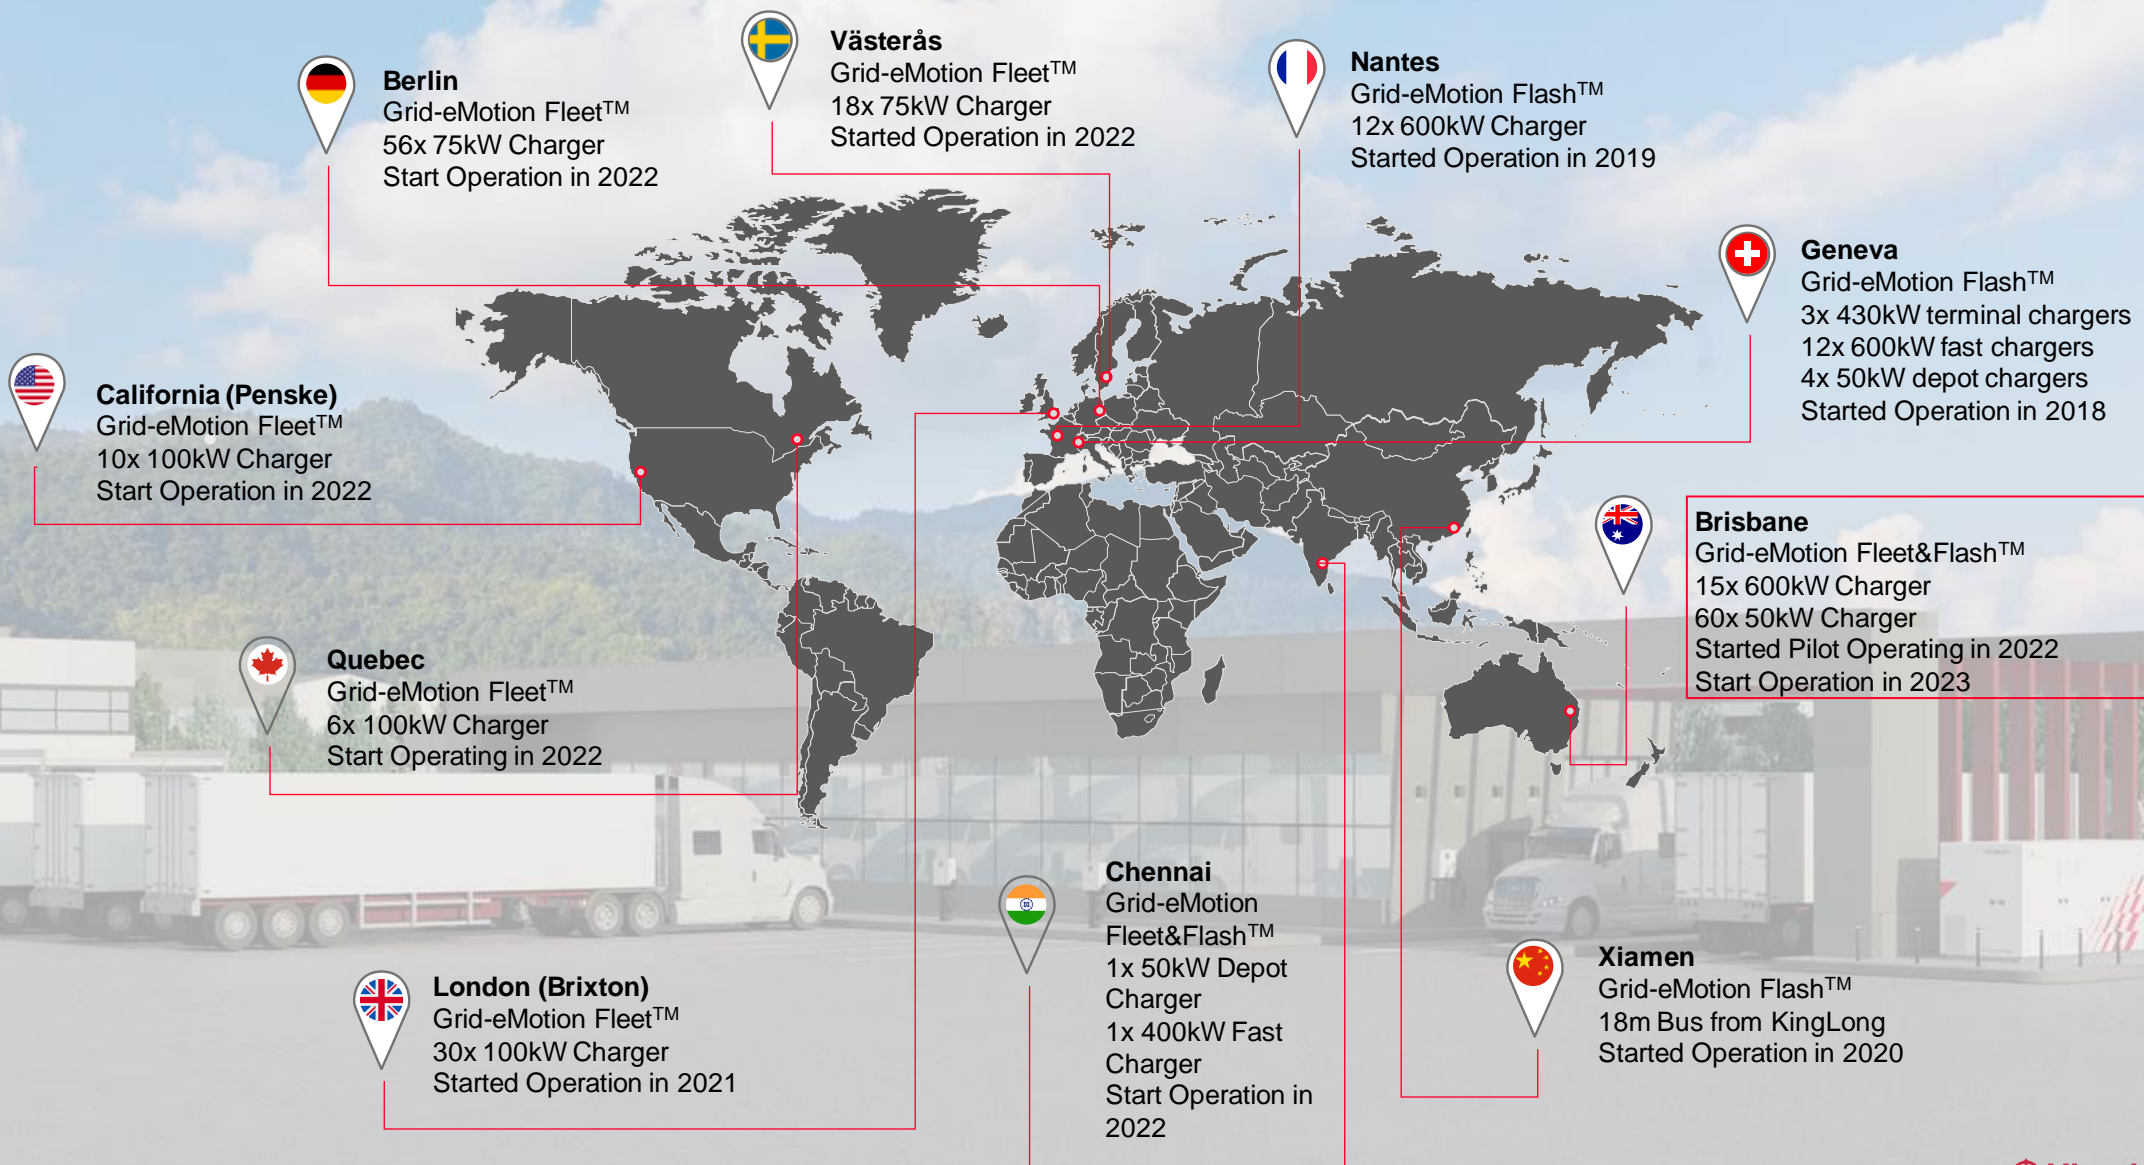 Berlin
Grid-eMotion Fleet™
56x 75kW Charger
Start Operation in 2022
Västerås
Grid-eMotion Fleet™
18x 75kW Charger
Started Operation in 2022
Nantes
Grid-eMotion Flash™
12x 600kW Charger
Started Operation in 2019
Geneva
Grid-eMotion Flash™
3x 430kW terminal chargers
12x 600kW fast chargers
4x 50kW depot chargers
Started Operation in 2018
California (Penske)
Grid-eMotion Fleet™
10x 100kW Charger
Start Operation in 2022
Brisbane
Grid-eMotion Fleet&Flash™
15x 600kW Charger
60x 50kW Charger
Started Pilot Operating in 2022
Start Operation in 2023
Quebec
Grid-eMotion Fleet™
6x 100kW Charger
Start Operating in 2022
Chennai
Grid-eMotion
Fleet&Flash™
1x 50kW Depot
Charger
1x 400kW Fast
Charger
Start Operation in
2022
Xiamen
Grid-eMotion Flash™
18m Bus from KingLong
Started Operation in 2020
London (Brixton)
Grid-eMotion Fleet™
30x 100kW Charger
Started Operation in 2021